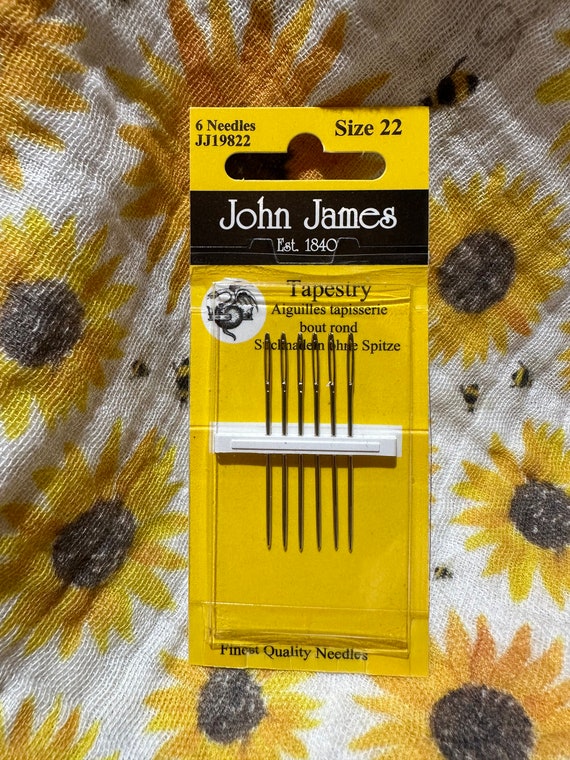 6 Needles
JJ19822
Size 22
John James
Est. 1840
Tapestry
Aiguilles tapisserie
bout rond
Sticknadeln ohne Spitze
Finest Quality Needles